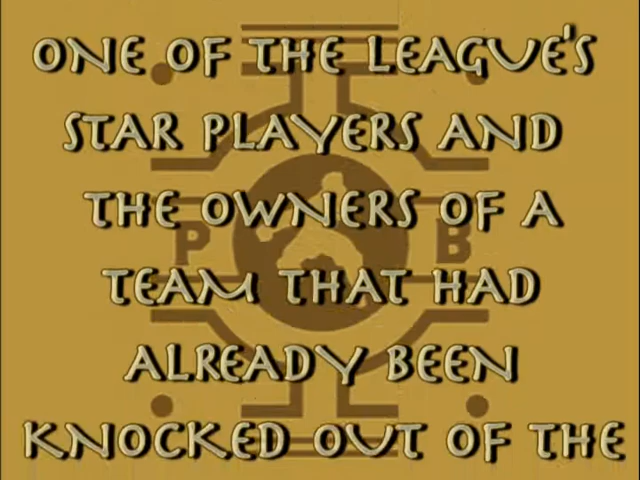 ONE OF THE LEAGUE'S
STAR PLAYERS AND
THE OWNERS OF A
P B
TEAM THAT HAD
ALREADY BEEN
KNOCKED OUT OF THE